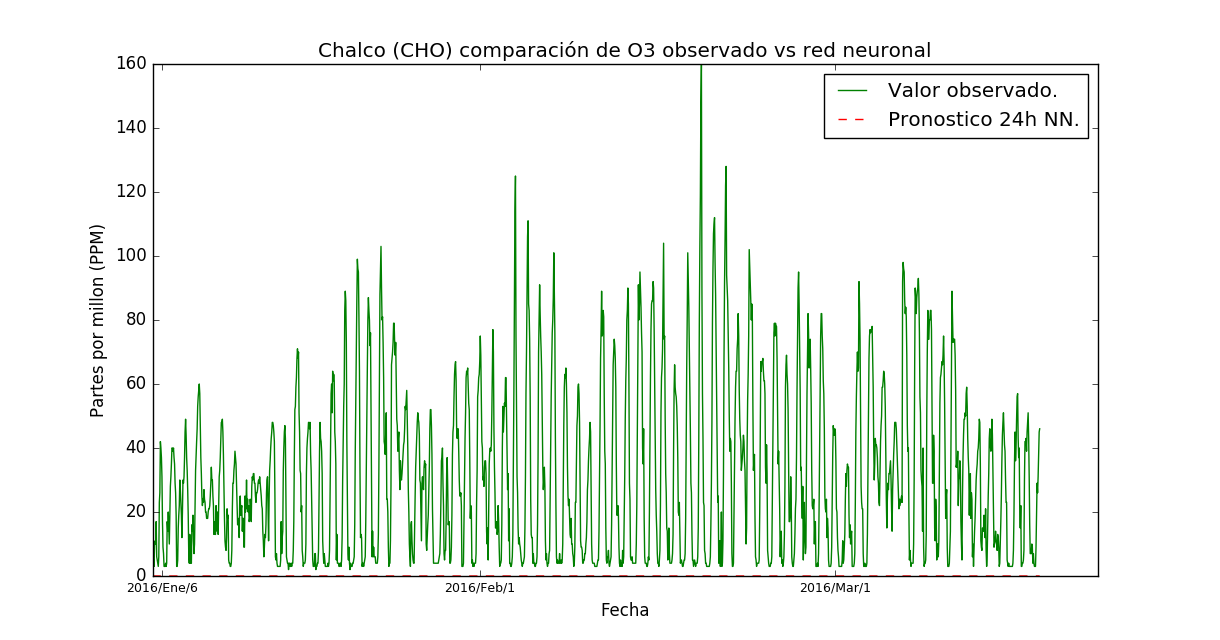 Chalco (CHO) comparación de O3 observado vs red neuronal
Valor observado.
Pronostico 24h NN.
Partes por millon (PPM)
160
140
120
100
80
60
40
20
0
2016/Ene/6
2016/Feb/1
2016/Mar/1
Fecha